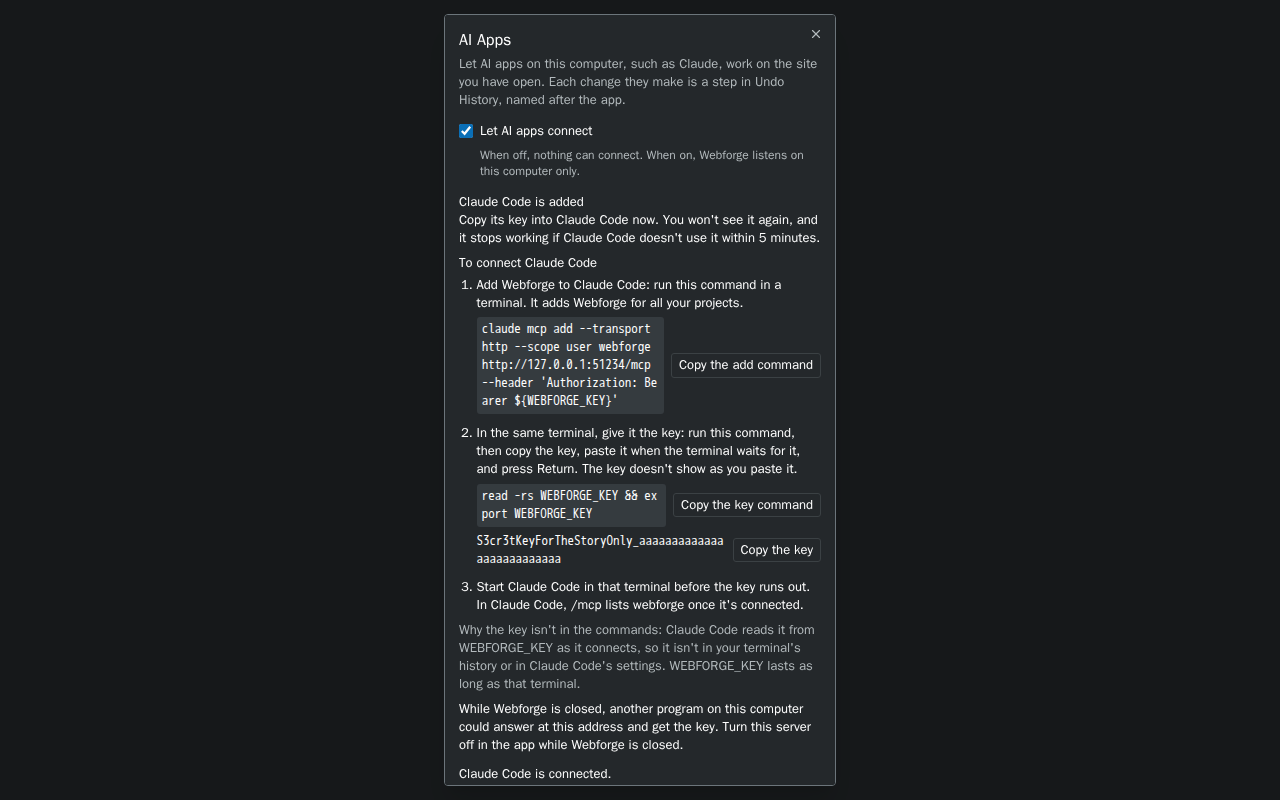 AI Apps
Let AI apps on this computer, such as Claude, work on the site
you have open. Each change they make is a step in Undo
History, named after the app.
Let AI apps connect
When off, nothing can connect. When on, Webforge listens on
this computer only.
Claude Code is added
Copy its key into Claude Code now. You won't see it again, and
it stops working if Claude Code doesn't use it within 5 minutes.
To connect Claude Code
1. Add Webforge to Claude Code: run this command in a
terminal. It adds Webforge for all your projects.
claude mcp add --transport
http --scope user webforge
http://127.0.0.1:51234/mcp
--header 'Authorization: Be
arer ${WEBFORGE_KEY}'
Copy the add command
2. In the same terminal, give it the key: run this command,
then copy the key, paste it when the terminal waits for it,
and press Return. The key doesn't show as you paste it.
read -rs WEBFORGE_KEY && ex
port WEBFORGE_KEY
Copy the key command
S3cr3tKeyForTheStoryOnly_aaaaaaaaaaaaa
aaaaaaaaaaaaa
Copy the key
3. Start Claude Code in that terminal before the key runs out.
In Claude Code, /mcp lists webforge once it's connected.
Why the key isn't in the commands: Claude Code reads it from
WEBFORGE_KEY as it connects, so it isn't in your terminal's
history or in Claude Code's settings. WEBFORGE_KEY lasts as
long as that terminal.
While Webforge is closed, another program on this computer
could answer at this address and get the key. Turn this server
off in the app while Webforge is closed.
Claude Code is connected.